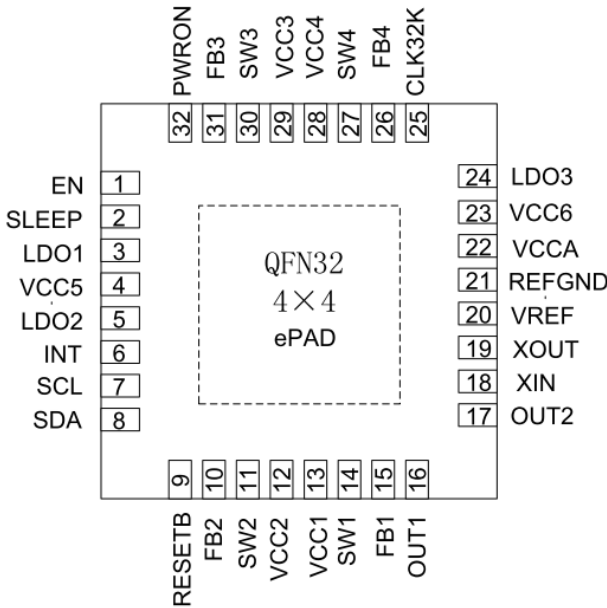 PWRON
FB3
SW3
VCC3
VCC4
SW4
FB4
CLK32K
32
31
30
29
28
27
26
25
EN 1
SLEEP 2
LDO1 3
VCC5 4
LDO2 5
INT 6
SCL 7
SDA 8
QFN32
4×4
ePAD
24 LDO3
23 VCC6
22 VCCA
21 REFGND
20 VREF
19 XOUT
18 XIN
17 OUT2
9
10
11
12
13
14
15
16
RESETB
FB2
SW2
VCC2
VCC1
SW1
FB1
OUT1